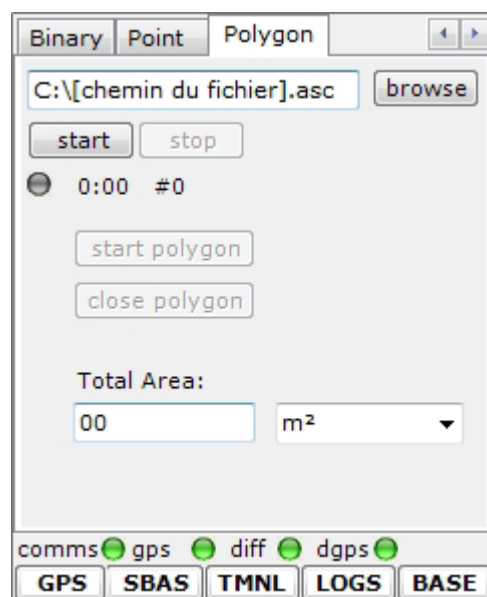 Binary Point Polygon
C:\[chemin du fichier].asc browse
start stop
0:00 #0
start polygon
close polygon
Total Area:
00 m²
comms gps diff dgps
GPS SBAS TMNL LOGS BASE